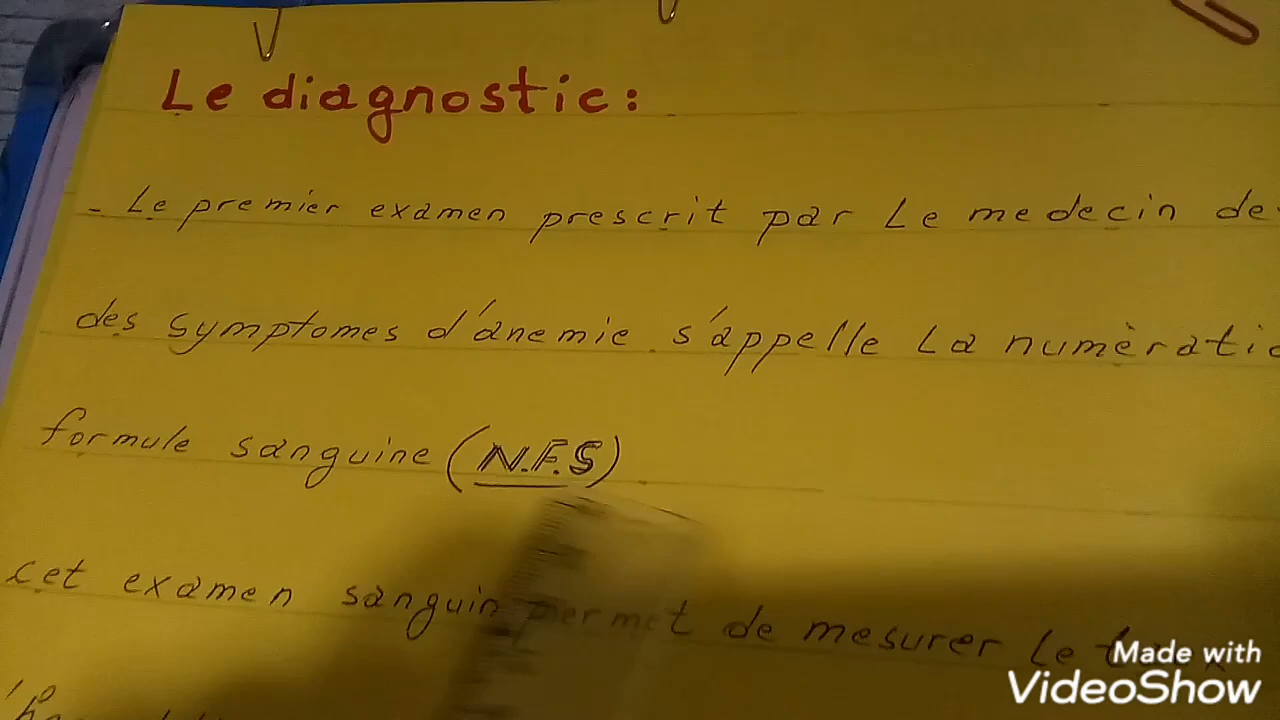 Le diagnostic:
- Le premier examen prescrit par Le medecin de
des symptomes d'anemie s'appelle La numèratio
formule sanguine (N.F.S)
cet examen sanguin permet de mesurer Le taux
Made with
VideoShow